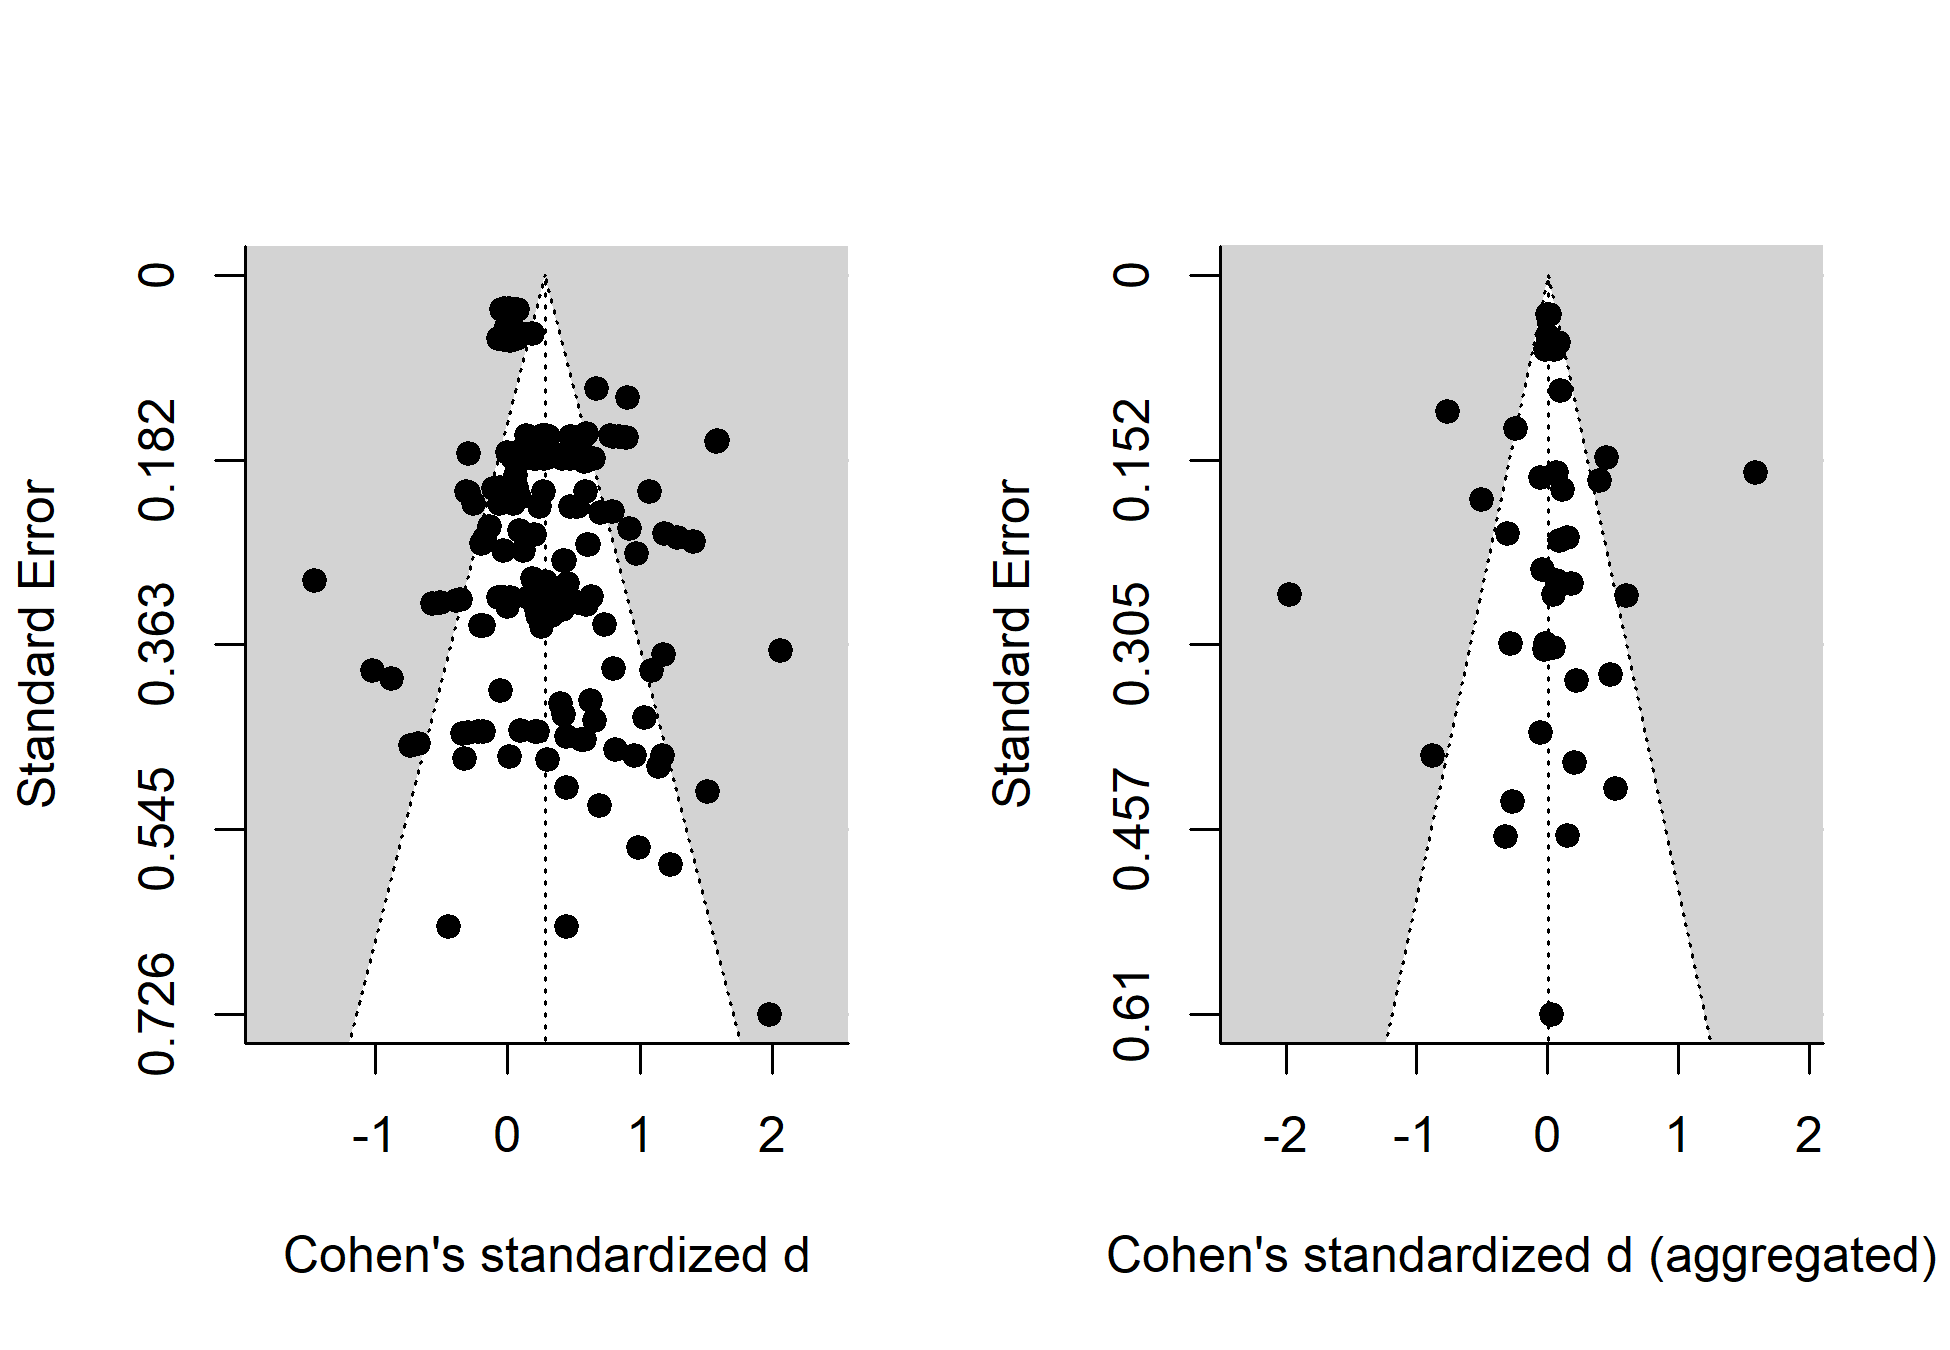 Standard Error
0
0.182
0.363
0.545
0.726
-1 0 1 2
Cohen's standardized d
Standard Error
0
0.152
0.305
0.457
0.61
-2 -1 0 1 2
Cohen's standardized d (aggregated)